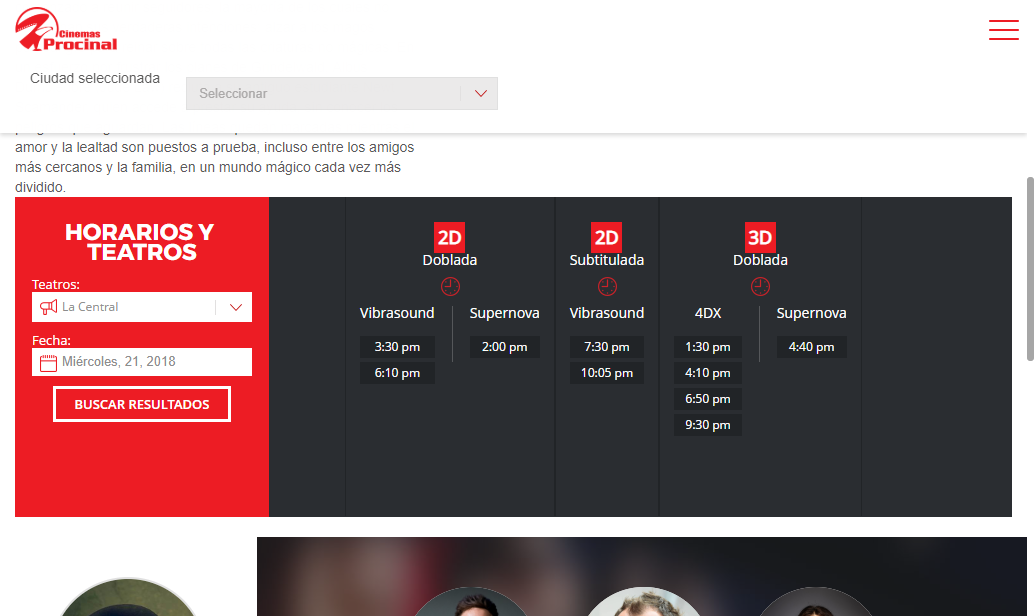 Cinemas
Procinal
Ciudad seleccionada
Seleccionar
amor y la lealtad son puestos a prueba, incluso entre los amigos
más cercanos y la familia, en un mundo mágico cada vez más
dividido.
HORARIOS Y
TEATROS
Teatros:
La Central
Fecha:
Miércoles, 21, 2018
BUSCAR RESULTADOS
2D
Doblada
Vibrasound
3:30 pm
6:10 pm
Supernova
2:00 pm
2D
Subtitulada
Vibrasound
7:30 pm
10:05 pm
3D
Doblada
4DX
1:30 pm
4:10 pm
6:50 pm
9:30 pm
Supernova
4:40 pm